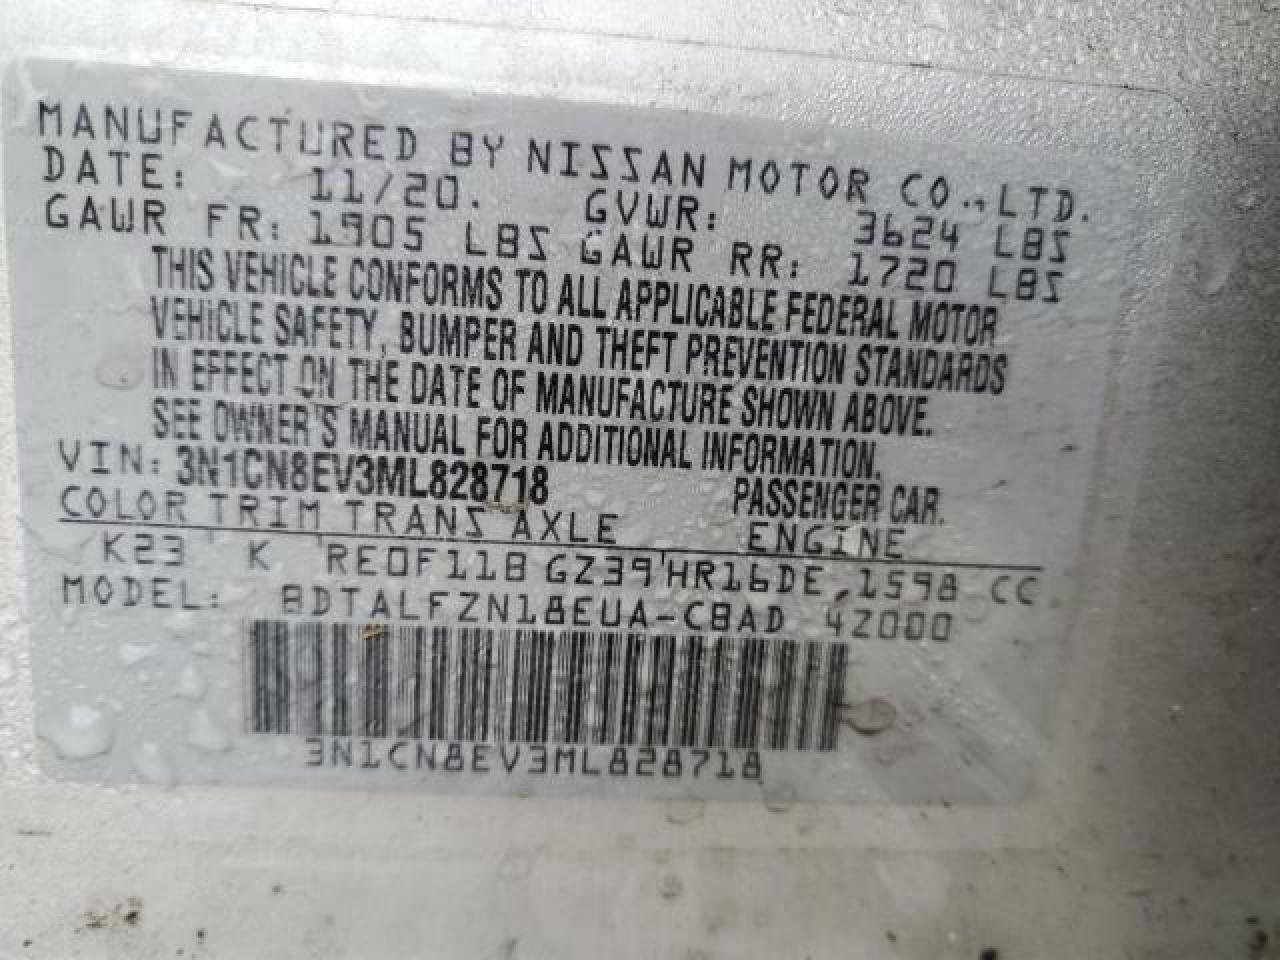 MANUFACTURED BY NISSAN MOTOR CO., LTD.
DATE: 11/20. GVWR: 3624 LBS
GAWR FR: 1905 LBS GAWR RR: 1720 LBS
THIS VEHICLE CONFORMS TO ALL APPLICABLE FEDERAL MOTOR
VEHICLE SAFETY, BUMPER AND THEFT PREVENTION STANDARDS
IN EFFECT ON THE DATE OF MANUFACTURE SHOWN ABOVE.
SEE OWNER'S MANUAL FOR ADDITIONAL INFORMATION.
VIN: 3N1CN8EV3ML828718 PASSENGER CAR.
COLOR TRIM TRANS AXLE ENGINE
K23 K RE0F11B GZ39 HR16DE, 1598 CC
MODEL: BDTALFZN18EUA-CBAD 42000
3N1CN8EV3ML828718